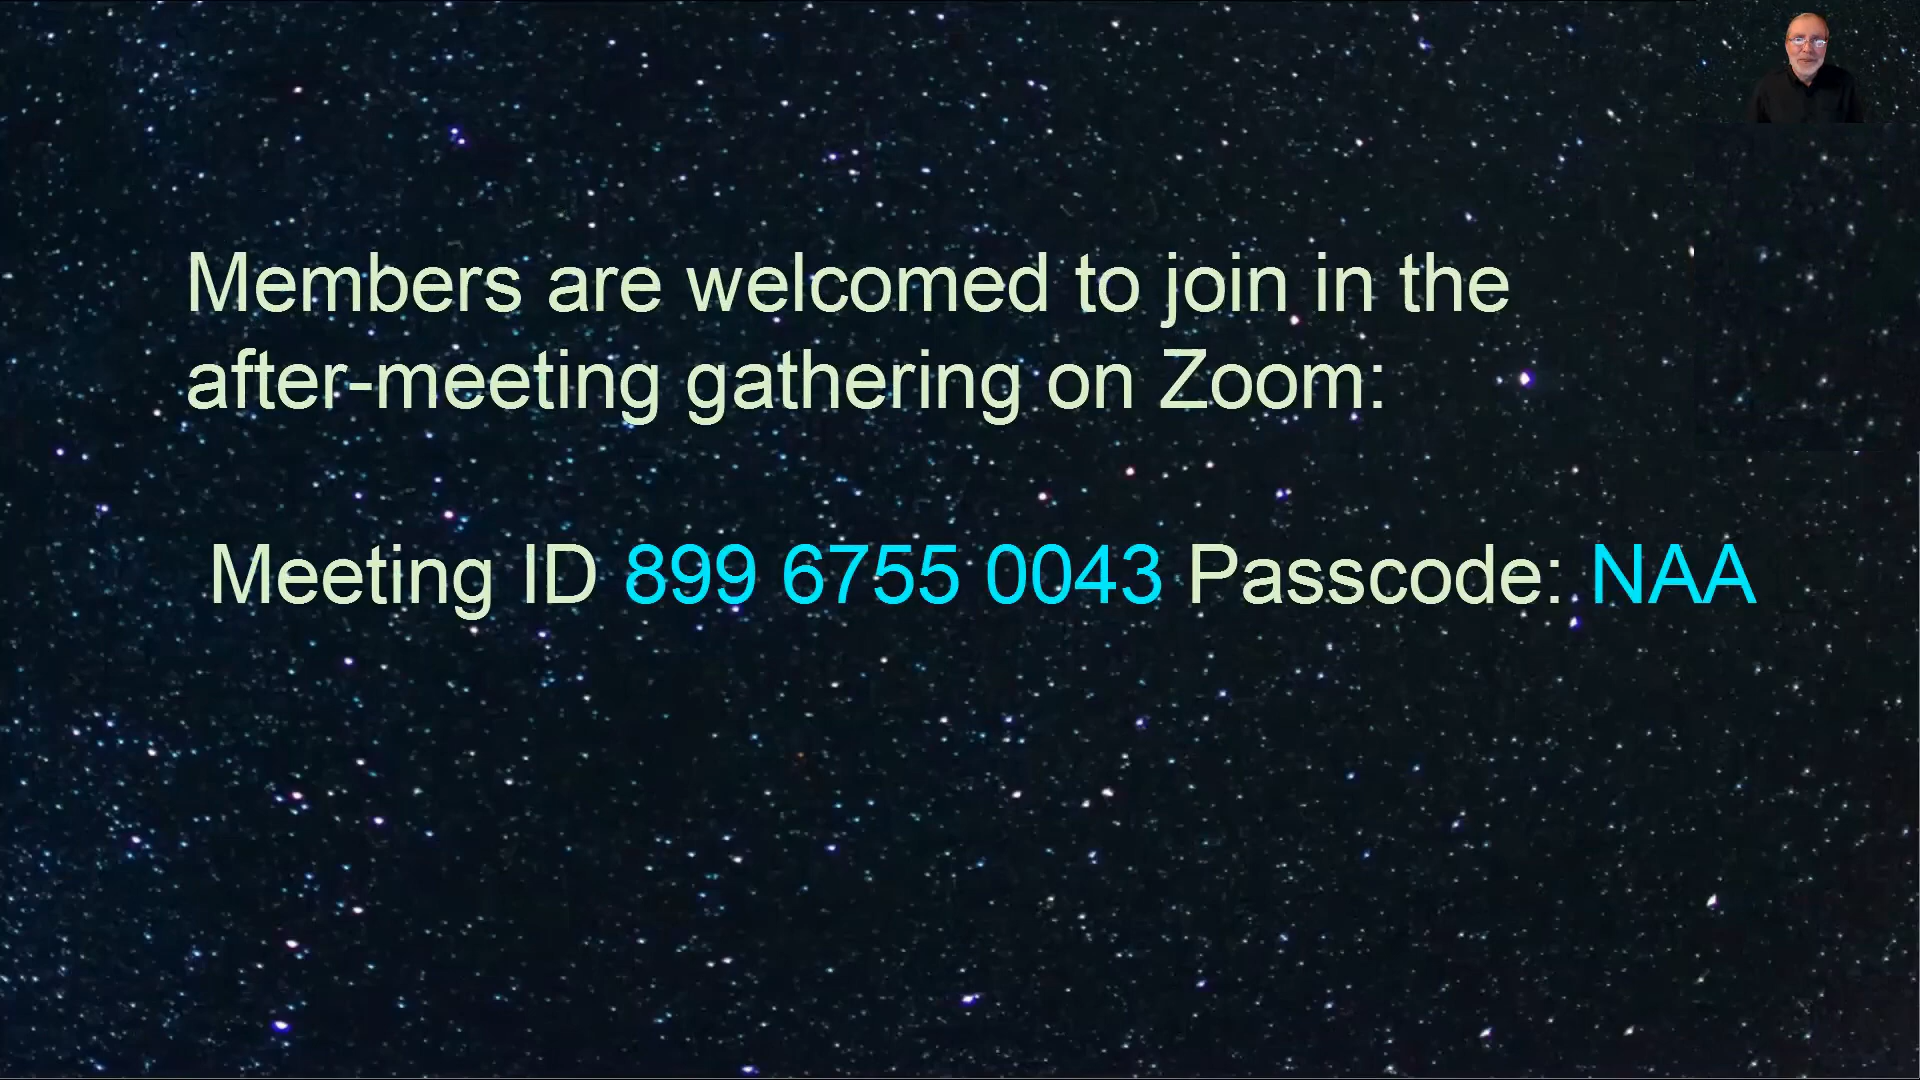 Members are welcomed to join in the
after-meeting gathering on Zoom:
Meeting ID 899 6755 0043 Passcode: NAA